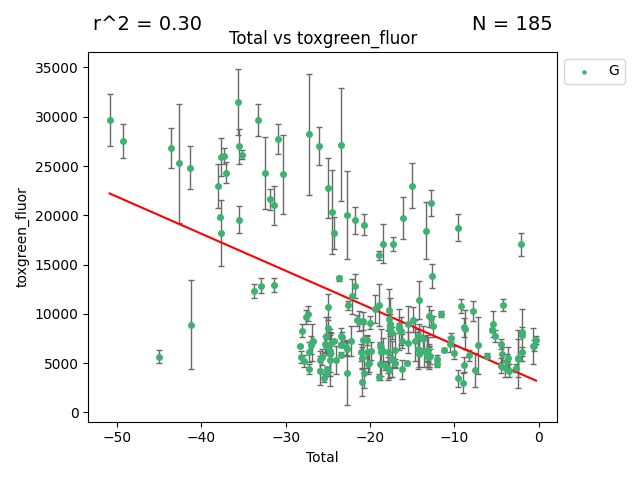 r^2 = 0.30
N = 185
Total vs toxgreen_fluor
G
35000
30000
25000
20000
15000
10000
5000
0
toxgreen_fluor
−50
−40
−30
−20
−10
0
Total